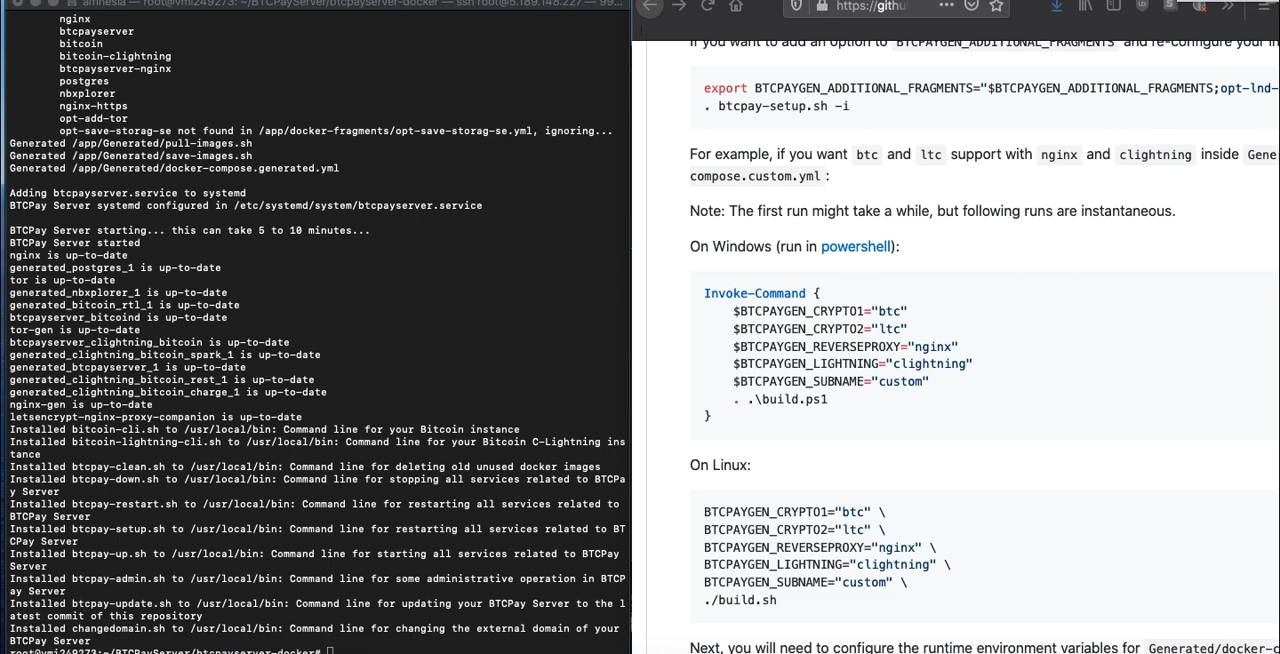 amnesia — root@vmi249273: ~/BTCPayServer/btcpayserver-docker — ssh root@5.189.148.227 — 99...
nginx
btcpayserver
bitcoin
bitcoin-clightning
btcpayserver-nginx
postgres
nbxplorer
nginx-https
opt-add-tor
opt-save-storag-se not found in /app/docker-fragments/opt-save-storag-se.yml, ignoring...
Generated /app/Generated/pull-images.sh
Generated /app/Generated/save-images.sh
Generated /app/Generated/docker-compose.generated.yml
Adding btcpayserver.service to systemd
BTCPay Server systemd configured in /etc/systemd/system/btcpayserver.service
BTCPay Server starting... this can take 5 to 10 minutes...
BTCPay Server started
nginx is up-to-date
generated_postgres_1 is up-to-date
tor is up-to-date
generated_nbxplorer_1 is up-to-date
generated_bitcoin_rtl_1 is up-to-date
btcpayserver_bitcoind is up-to-date
tor-gen is up-to-date
btcpayserver_clightning_bitcoin is up-to-date
generated_clightning_bitcoin_spark_1 is up-to-date
generated_btcpayserver_1 is up-to-date
generated_clightning_bitcoin_rest_1 is up-to-date
generated_clightning_bitcoin_charge_1 is up-to-date
nginx-gen is up-to-date
letsencrypt-nginx-proxy-companion is up-to-date
Installed bitcoin-cli.sh to /usr/local/bin: Command line for your Bitcoin instance
Installed bitcoin-lightning-cli.sh to /usr/local/bin: Command line for your Bitcoin C-Lightning ins
tance
Installed btcpay-clean.sh to /usr/local/bin: Command line for deleting old unused docker images
Installed btcpay-down.sh to /usr/local/bin: Command line for stopping all services related to BTCPa
y Server
Installed btcpay-restart.sh to /usr/local/bin: Command line for restarting all services related to
BTCPay Server
Installed btcpay-setup.sh to /usr/local/bin: Command line for restarting all services related to BT
CPay Server
Installed btcpay-up.sh to /usr/local/bin: Command line for starting all services related to BTCPay
Server
Installed btcpay-admin.sh to /usr/local/bin: Command line for some administrative operation in BTCP
ay Server
Installed btcpay-update.sh to /usr/local/bin: Command line for updating your BTCPay Server to the l
atest commit of this repository
Installed changedomain.sh to /usr/local/bin: Command line for changing the external domain of your
BTCPay Server
root@vmi249273:~/BTCPayServer/btcpayserver-docker#
https://githu
If you want to add an option to BTCPAYGEN_ADDITIONAL_FRAGMENTS and re-configure your in
export BTCPAYGEN_ADDITIONAL_FRAGMENTS="$BTCPAYGEN_ADDITIONAL_FRAGMENTS;opt-lnd-
. btcpay-setup.sh -i
For example, if you want btc and ltc support with nginx and clightning inside Gene
compose.custom.yml :
Note: The first run might take a while, but following runs are instantaneous.
On Windows (run in powershell):
Invoke-Command {
$BTCPAYGEN_CRYPTO1="btc"
$BTCPAYGEN_CRYPTO2="ltc"
$BTCPAYGEN_REVERSEPROXY="nginx"
$BTCPAYGEN_LIGHTNING="clightning"
$BTCPAYGEN_SUBNAME="custom"
. .\build.ps1
}
On Linux:
BTCPAYGEN_CRYPTO1="btc" \
BTCPAYGEN_CRYPTO2="ltc" \
BTCPAYGEN_REVERSEPROXY="nginx" \
BTCPAYGEN_LIGHTNING="clightning" \
BTCPAYGEN_SUBNAME="custom" \
./build.sh
Next, you will need to configure the runtime environment variables for Generated/docker-c